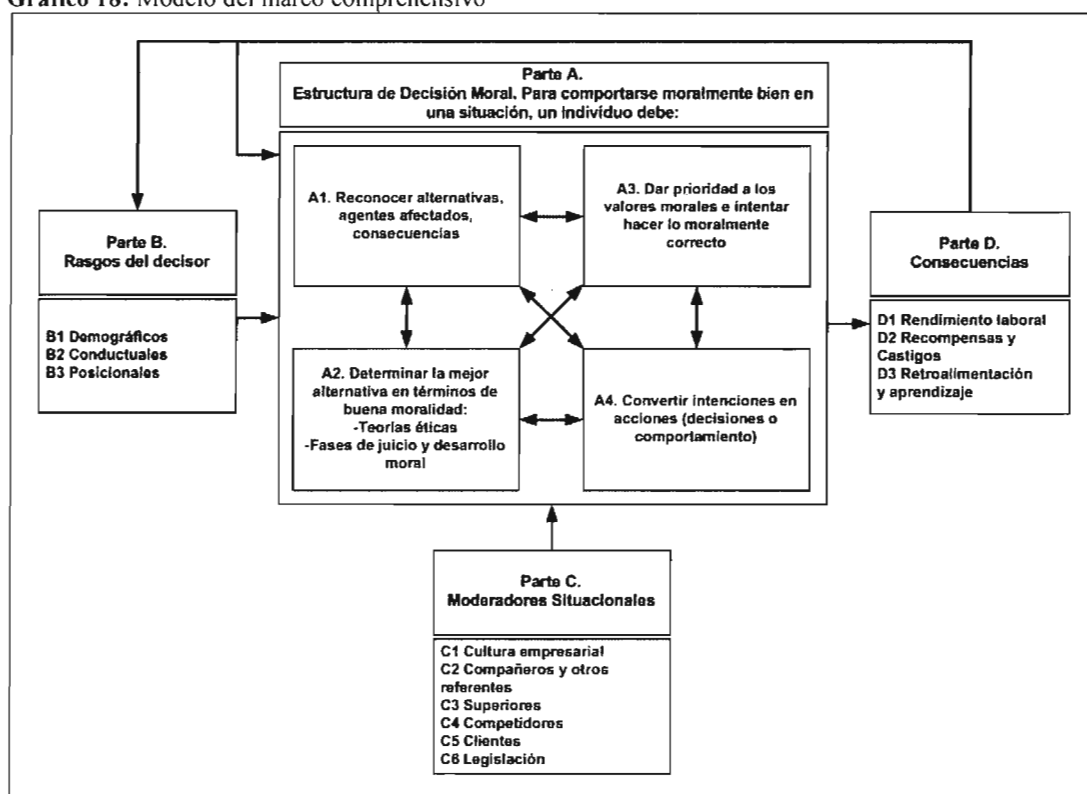 Gráfico 18: Modelo del marco comprehensivo
Parte A.
Estructura de Decisión Moral. Para comportarse moralmente bien en
una situación, un individuo debe:
A1. Reconocer alternativas,
agentes afectados,
consecuencias
A3. Dar prioridad a los
valores morales e intentar
hacer lo moralmente
correcto
Parte B.
Rasgos del decisor
B1 Demográficos
B2 Conductuales
B3 Posicionales
A2. Determinar la mejor
alternativa en términos de
buena moralidad:
-Teorías éticas
-Fases de juicio y desarrollo
moral
A4. Convertir intenciones en
acciones (decisiones o
comportamiento)
Parte D.
Consecuencias
D1 Rendimiento laboral
D2 Recompensas y
Castigos
D3 Retroalimentación
y aprendizaje
Parte C.
Moderadores Situacionales
C1 Cultura empresarial
C2 Compañeros y otros
referentes
C3 Superiores
C4 Competidores
C5 Clientes
C6 Legislación